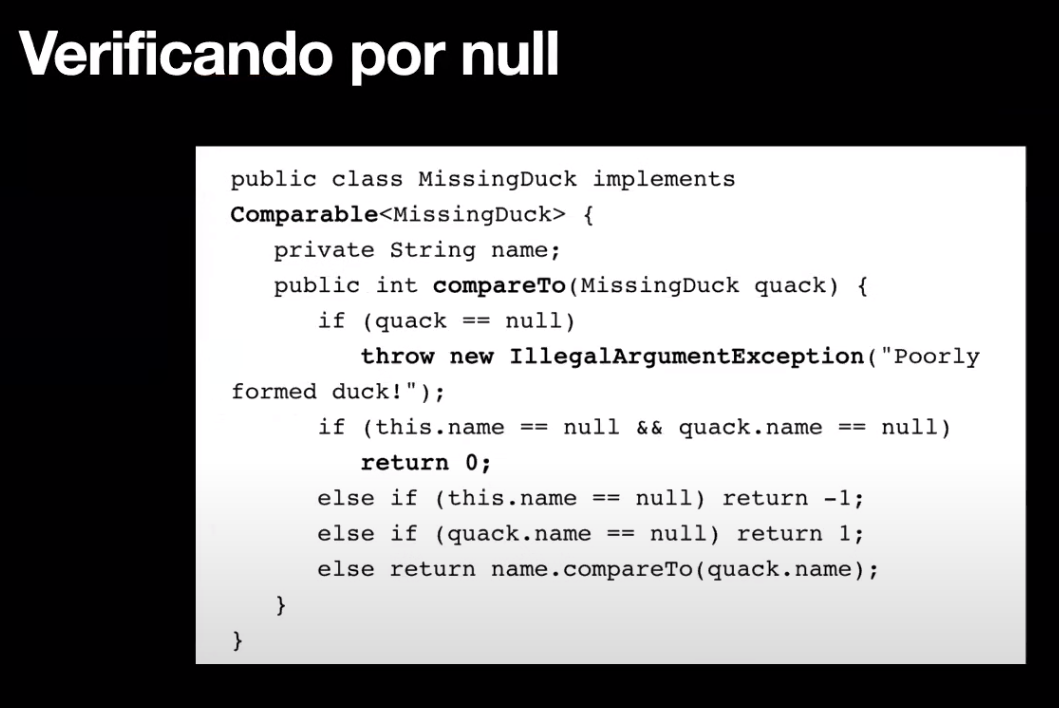 Verificando por null
public class MissingDuck implements
Comparable<MissingDuck> {
private String name;
public int compareTo(MissingDuck quack) {
if (quack == null)
throw new IllegalArgumentException("Poorly
formed duck!");
if (this.name == null && quack.name == null)
return 0;
else if (this.name == null) return -1;
else if (quack.name == null) return 1;
else return name.compareTo(quack.name);
}
}